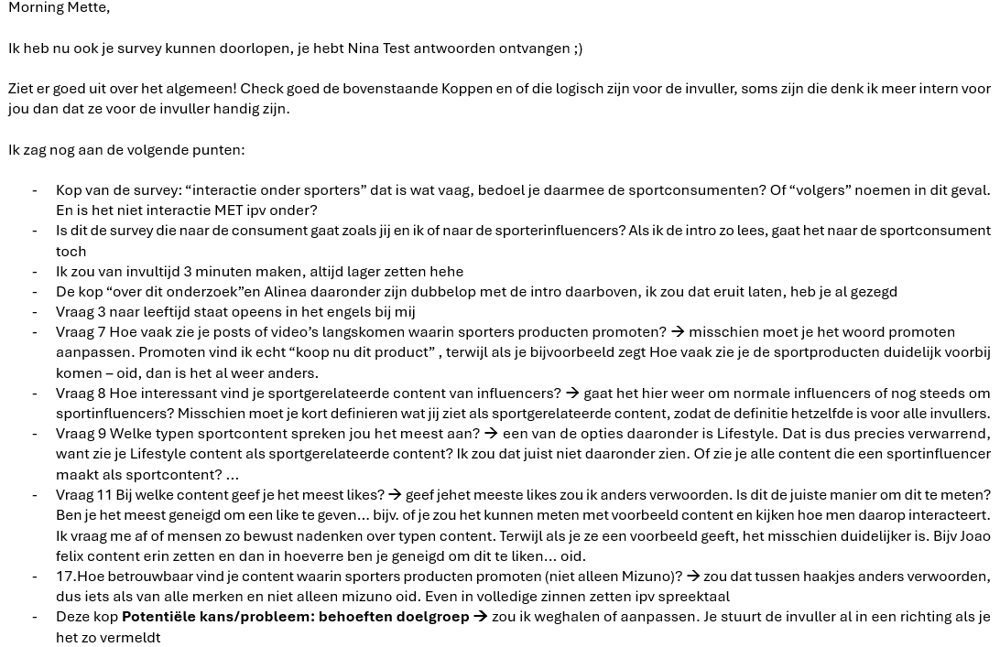 Morning Mette,
Ik heb nu ook je survey kunnen doorlopen, je hebt Nina Test antwoorden ontvangen ;)
Ziet er goed uit over het algemeen! Check goed de bovenstaande Koppen en of die logisch zijn voor de invuller, soms zijn die denk ik meer intern voor
jou dan dat ze voor de invuller handig zijn.
Ik zag nog aan de volgende punten:
- Kop van de survey: “interactie onder sporters” dat is wat vaag, bedoel je daarmee de sportconsumenten? Of “volgers” noemen in dit geval.
En is het niet interactie MET ipv onder?
- Is dit de survey die naar de consument gaat zoals jij en ik of naar de sporterinfluencers? Als ik de intro zo lees, gaat het naar de sportconsument
toch
- Ik zou van invultijd 3 minuten maken, altijd lager zetten hehe
- De kop “over dit onderzoek”en Alinea daaronder zijn dubbelop met de intro daarboven, ik zou dat eruit laten, heb je al gezegd
- Vraag 3 naar leeftijd staat opeens in het engels bij mij
- Vraag 7 Hoe vaak zie je posts of video’s langskomen waarin sporters producten promoten? → misschien moet je het woord promoten
aanpassen. Promoten vind ik echt “koop nu dit product” , terwijl als je bijvoorbeeld zegt Hoe vaak zie je de sportproducten duidelijk voorbij
komen – oid, dan is het al weer anders.
- Vraag 8 Hoe interessant vind je sportgerelateerde content van influencers? → gaat het hier weer om normale influencers of nog steeds om
sportinfluencers? Misschien moet je kort definieren wat jij ziet als sportgerelateerde content, zodat de definitie hetzelfde is voor alle invullers.
- Vraag 9 Welke typen sportcontent spreken jou het meest aan? → een van de opties daaronder is Lifestyle. Dat is dus precies verwarrend,
want zie je Lifestyle content als sportgerelateerde content? Ik zou dat juist niet daaronder zien. Of zie je alle content die een sportinfluencer
maakt als sportcontent? ...
- Vraag 11 Bij welke content geef je het meest likes? → geef jehet meeste likes zou ik anders verwoorden. Is dit de juiste manier om dit te meten?
Ben je het meest geneigd om een like te geven... bijv. of je zou het kunnen meten met voorbeeld content en kijken hoe men daarop interacteert.
Ik vraag me af of mensen zo bewust nadenken over typen content. Terwijl als je ze een voorbeeld geeft, het misschien duidelijker is. Bijv Joao
felix content erin zetten en dan in hoeverre ben je geneigd om dit te liken... oid.
- 17.Hoe betrouwbaar vind je content waarin sporters producten promoten (niet alleen Mizuno)? → zou dat tussen haakjes anders verwoorden,
dus iets als van alle merken en niet alleen mizuno oid. Even in volledige zinnen zetten ipv spreektaal
- Deze kop Potentiële kans/probleem: behoeften doelgroep → zou ik weghalen of aanpassen. Je stuurt de invuller al in een richting als je
het zo vermeldt